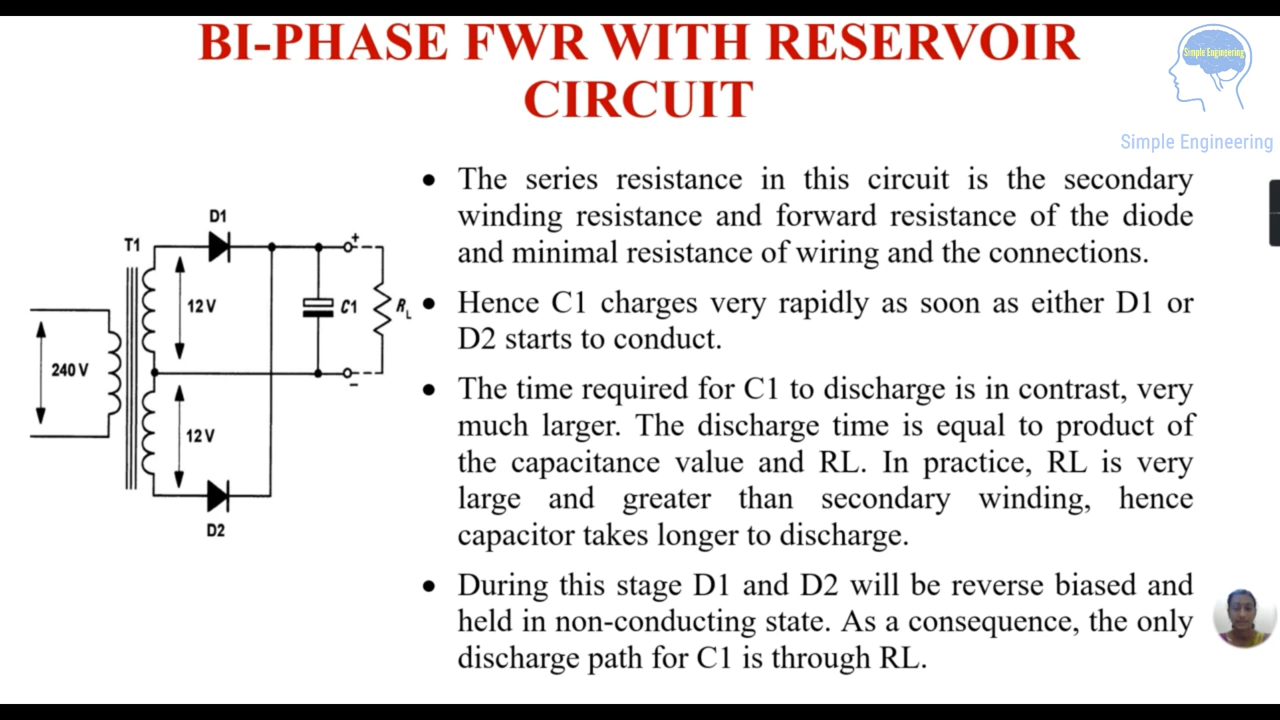 BI-PHASE FWR WITH RESERVOIR
CIRCUIT
Simple Engineering
Simple Engineering
• The series resistance in this circuit is the secondary
winding resistance and forward resistance of the diode
and minimal resistance of wiring and the connections.
• Hence C1 charges very rapidly as soon as either D1 or
D2 starts to conduct.
• The time required for C1 to discharge is in contrast, very
much larger. The discharge time is equal to product of
the capacitance value and RL. In practice, RL is very
large and greater than secondary winding, hence
capacitor takes longer to discharge.
• During this stage D1 and D2 will be reverse biased and
held in non-conducting state. As a consequence, the only
discharge path for C1 is through RL.
D1
T1
+
12 V
C1
RL
240 V
−
12 V
D2